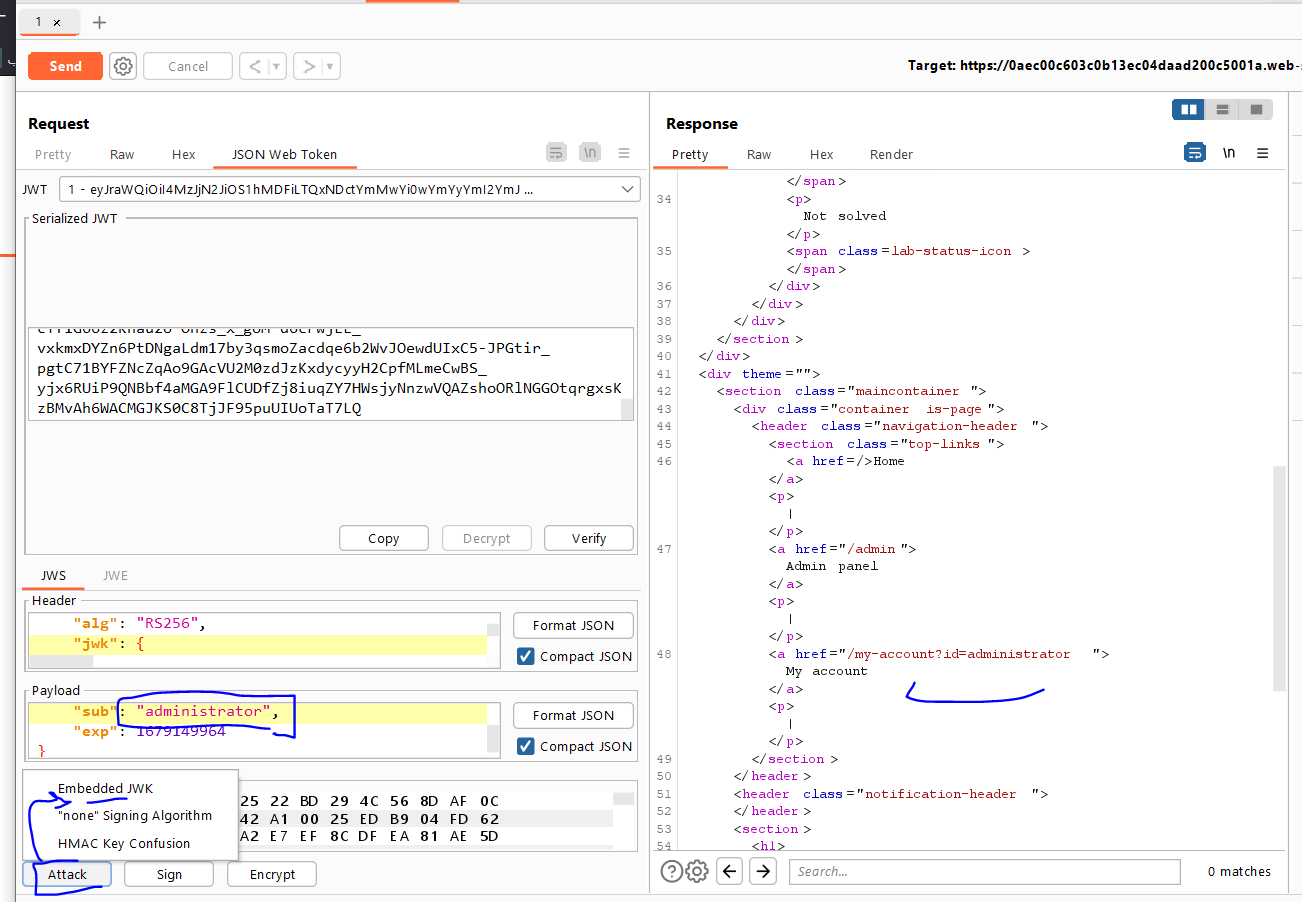 1 ×
+
Send
Cancel
Target: https://0aec00c603c0b13ec04daad200c5001a.web-
Request
Pretty Raw Hex JSON Web Token
\n
JWT 1 - eyJraWQiOiI4MzJjN2JiOS1hMDFiLTQxNDctYmMwYi0wYmYyYmI2YmJ ...
Serialized JWT
vxkmxDYZn6PtDNgaLdm17by3qsmoZacdqe6b2WvJOewdUIxC5-JPGtir_
pgtC71BYFZNcZqAo9GAcVU2M0zdJzKxdycyyH2CpfMLmeCwBS_
yjx6RUiP9QNBbf4aMGA9FlCUDfZj8iuqZY7HWsjyNnzwVQAZshoORlNGGOtqrgxsK
zBMvAh6WACMGJKS0C8TjJF95puUIUoTaT7LQ
Copy Decrypt Verify
JWS JWE
Header
"alg": "RS256",
"jwk": {
Format JSON
Compact JSON
Payload
"sub": "administrator",
"exp": 1679149964
}
Format JSON
Compact JSON
Embedded JWK
"none" Signing Algorithm
HMAC Key Confusion
25 22 BD 29 4C 56 8D AF 0C
42 A1 00 25 ED B9 04 FD 62
A2 E7 EF 8C DF EA 81 AE 5D
Attack Sign Encrypt
Response
Pretty Raw Hex Render
\n
</span>
34 <p>
Not solved
</p>
35 <span class=lab-status-icon >
</span>
36 </div>
37 </div>
38 </div>
39 </section >
40 </div>
41 <div theme ="">
42 <section class="maincontainer ">
43 <div class="container is-page">
44 <header class="navigation-header ">
45 <section class="top-links ">
46 <a href=/>Home
</a>
<p>
|
</p>
47 <a href="/admin">
Admin panel
</a>
<p>
|
</p>
48 <a href="/my-account?id=administrator ">
My account
</a>
<p>
|
</p>
49 </section >
50 </header >
51 <header class="notification-header ">
52 </header >
53 <section >
54 <h1>
Search...
0 matches